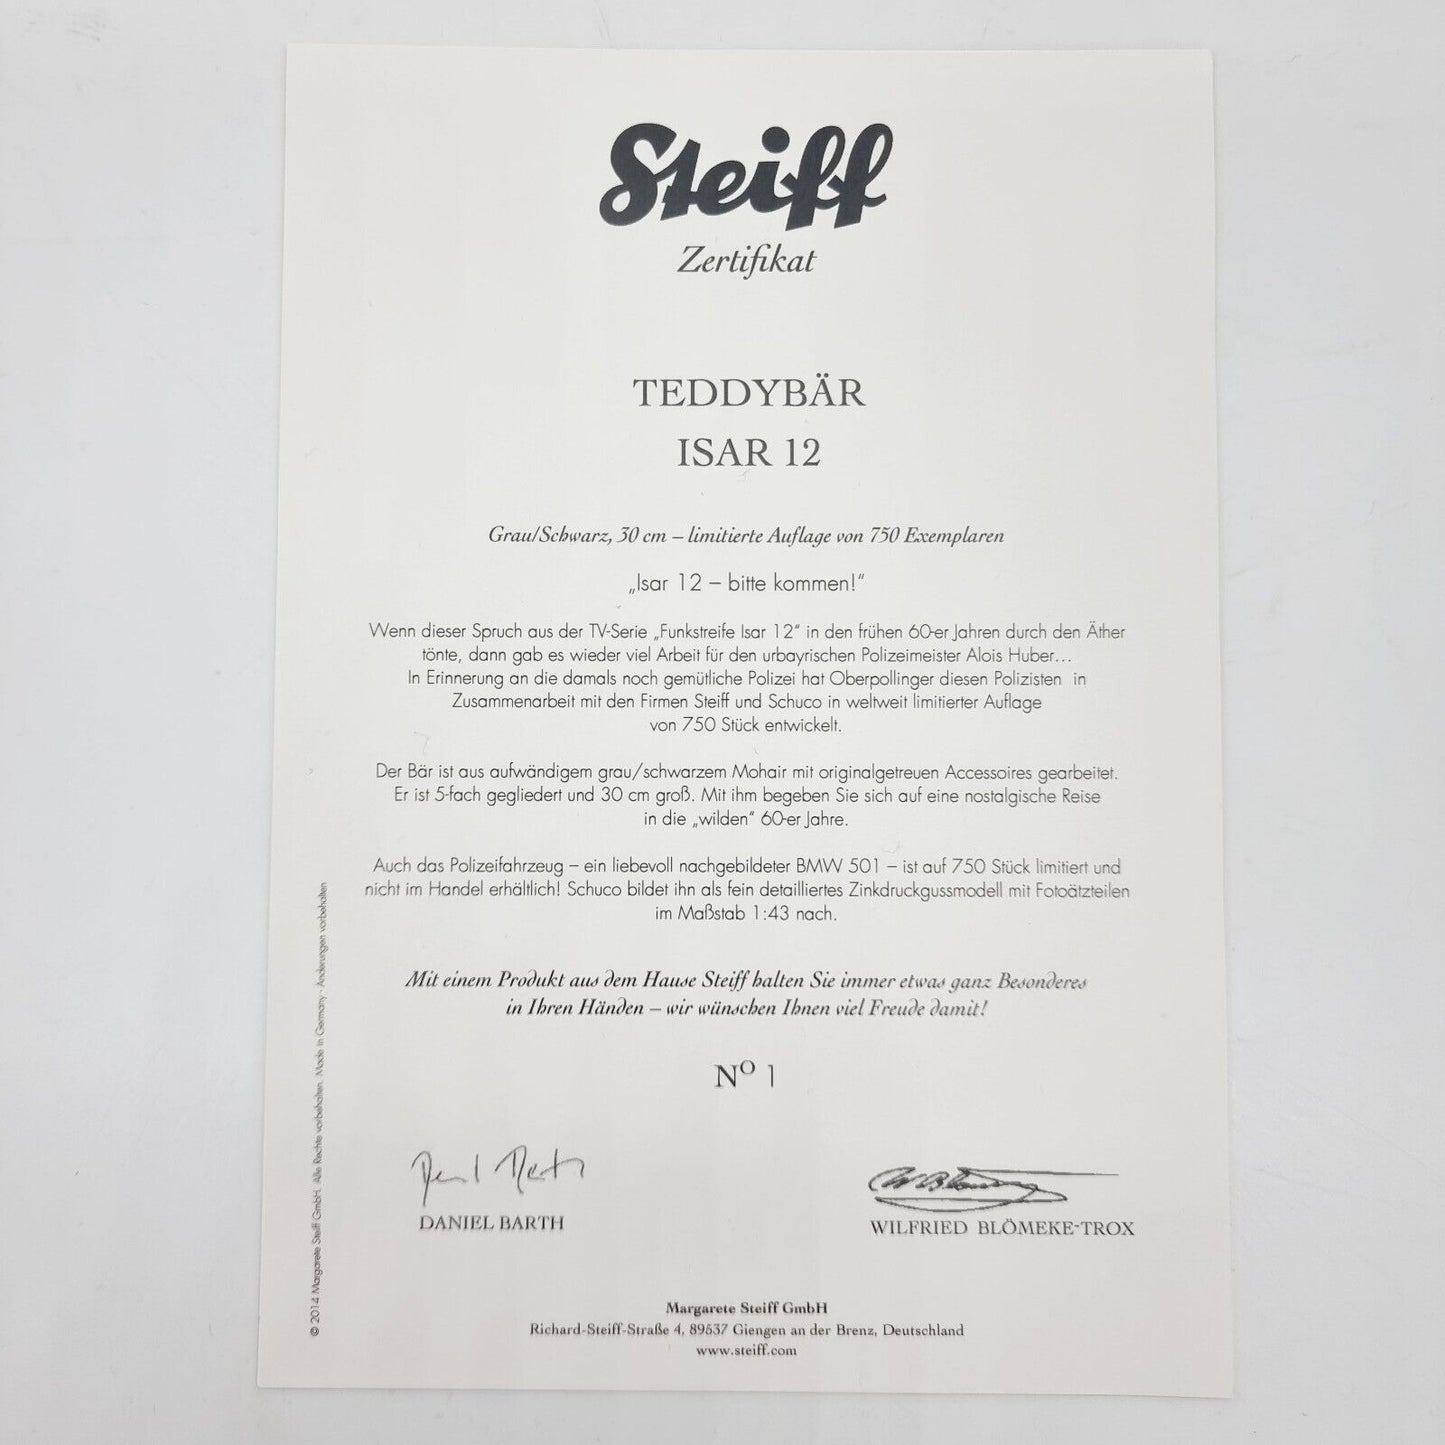 Steiff
Zertifikat
TEDDYBÄR
ISAR 12
Grau/Schwarz, 30 cm – limitierte Auflage von 750 Exemplaren
„Isar 12 – bitte kommen!“
Wenn dieser Spruch aus der TV-Serie „Funkstreife Isar 12“ in den frühen 60-er Jahren durch den Äther
tönte, dann gab es wieder viel Arbeit für den urbayrischen Polizeimeister Alois Huber...
In Erinnerung an die damals noch gemütliche Polizei hat Oberpollinger diesen Polizisten in
Zusammenarbeit mit den Firmen Steiff und Schuco in weltweit limitierter Auflage
von 750 Stück entwickelt.
Der Bär ist aus aufwändigem grau/schwarzem Mohair mit originalgetreuen Accessoires gearbeitet.
Er ist 5-fach gegliedert und 30 cm groß. Mit ihm begeben Sie sich auf eine nostalgische Reise
in die „wilden“ 60-er Jahre.
Auch das Polizeifahrzeug – ein liebevoll nachgebildeter BMW 501 – ist auf 750 Stück limitiert und
nicht im Handel erhältlich! Schuco bildet ihn als fein detailliertes Zinkdruckgussmodell mit Fotoätzteilen
im Maßstab 1:43 nach.
Mit einem Produkt aus dem Hause Steiff halten Sie immer etwas ganz Besonderes
in Ihren Händen – wir wünschen Ihnen viel Freude damit!
Nº 1
DANIEL BARTH
WILFRIED BLÖMEKE-TROX
Margarete Steiff GmbH
Richard-Steiff-Straße 4, 89537 Giengen an der Brenz, Deutschland
www.steiff.com
© 2014 Margarete Steiff GmbH. Alle Rechte vorbehalten. Made in Germany · Änderungen vorbehalten